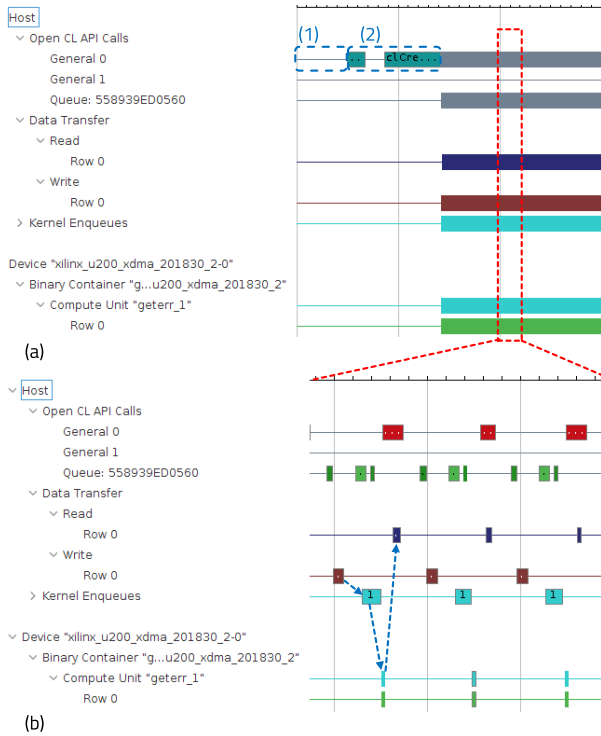 Host
(1) (2)
Open CL API Calls
General 0
.. clCre...
General 1
Queue: 558939ED0560
Data Transfer
Read
Row 0
Write
Row 0
Kernel Enqueues
Device "xilinx_u200_xdma_201830_2-0"
Binary Container "g...u200_xdma_201830_2"
Compute Unit "geterr_1"
Row 0
(a)
Host
Open CL API Calls
General 0
... ... ...
General 1
Queue: 558939ED0560
Data Transfer
Read
Row 0
Write
Row 0
Kernel Enqueues
1 1 1
Device "xilinx_u200_xdma_201830_2-0"
Binary Container "g...u200_xdma_201830_2"
Compute Unit "geterr_1"
Row 0
(b)